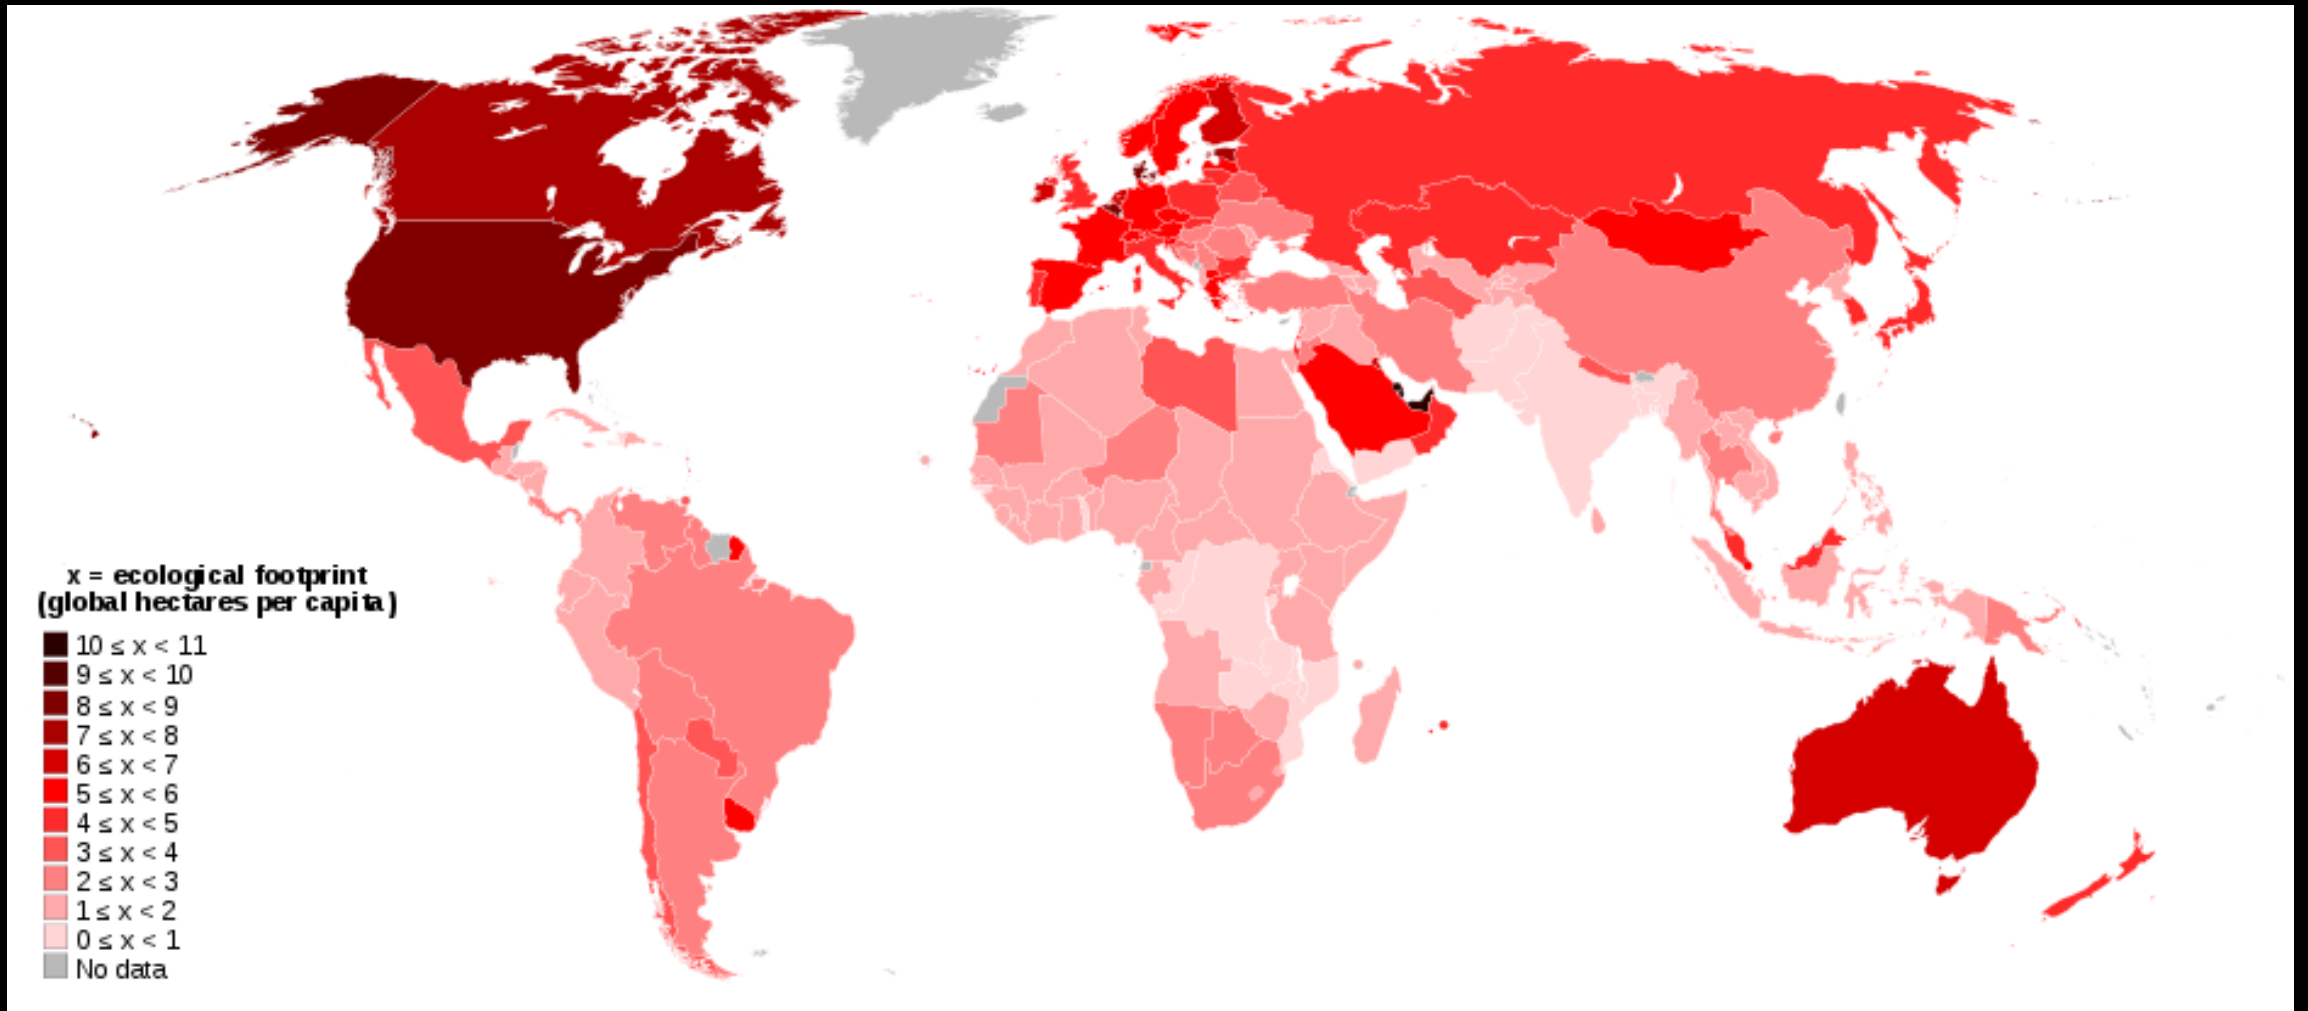 x = ecological footprint
(global hectares per capita)
10 ≤ x < 11
9 ≤ x < 10
8 ≤ x < 9
7 ≤ x < 8
6 ≤ x < 7
5 ≤ x < 6
4 ≤ x < 5
3 ≤ x < 4
2 ≤ x < 3
1 ≤ x < 2
0 ≤ x < 1
No data